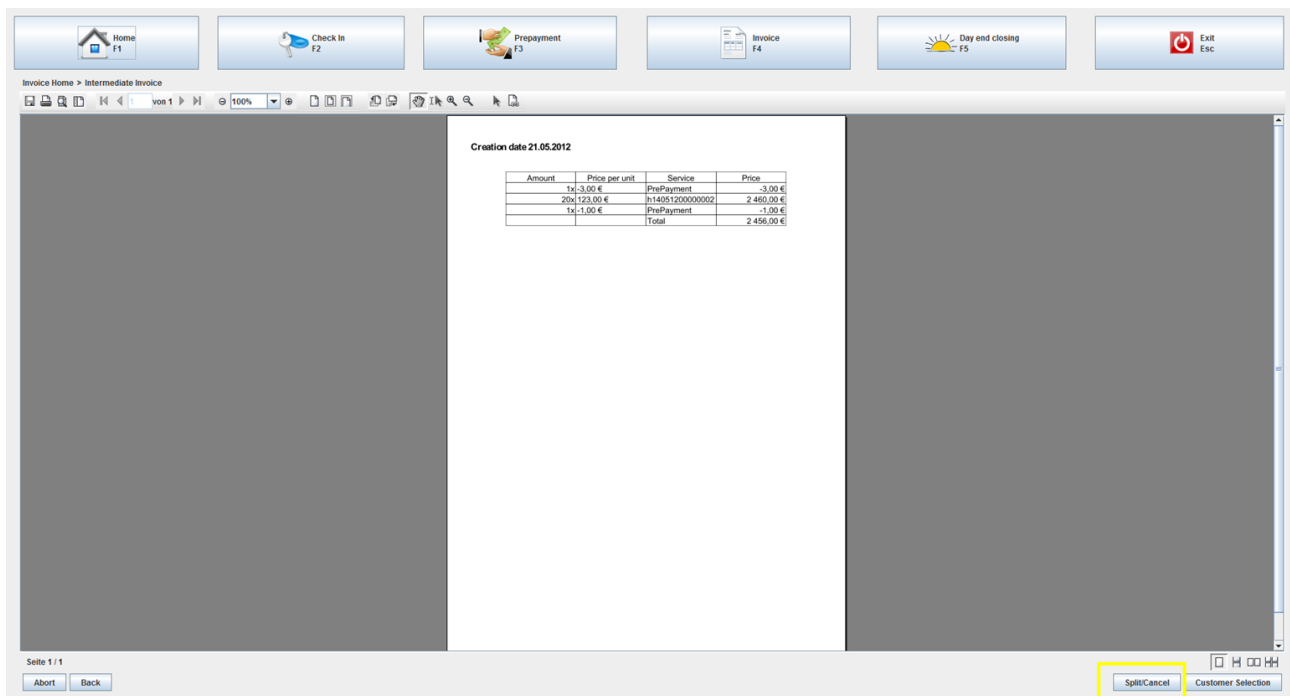 Home
F1
Check In
F2
Prepayment
F3
Invoice
F4
Day end closing
F5
Exit
Esc
Invoice Home > Intermediate Invoice
1 von 1 100%
Creation date 21.05.2012
Amount Price per unit Service Price
1x -3,00 € PrePayment -3,00 €
20x 123,00 € h14051200000002 2 460,00 €
1x -1,00 € PrePayment -1,00 €
Total 2 456,00 €
Seite 1 / 1
Abort Back Split/Cancel Customer Selection